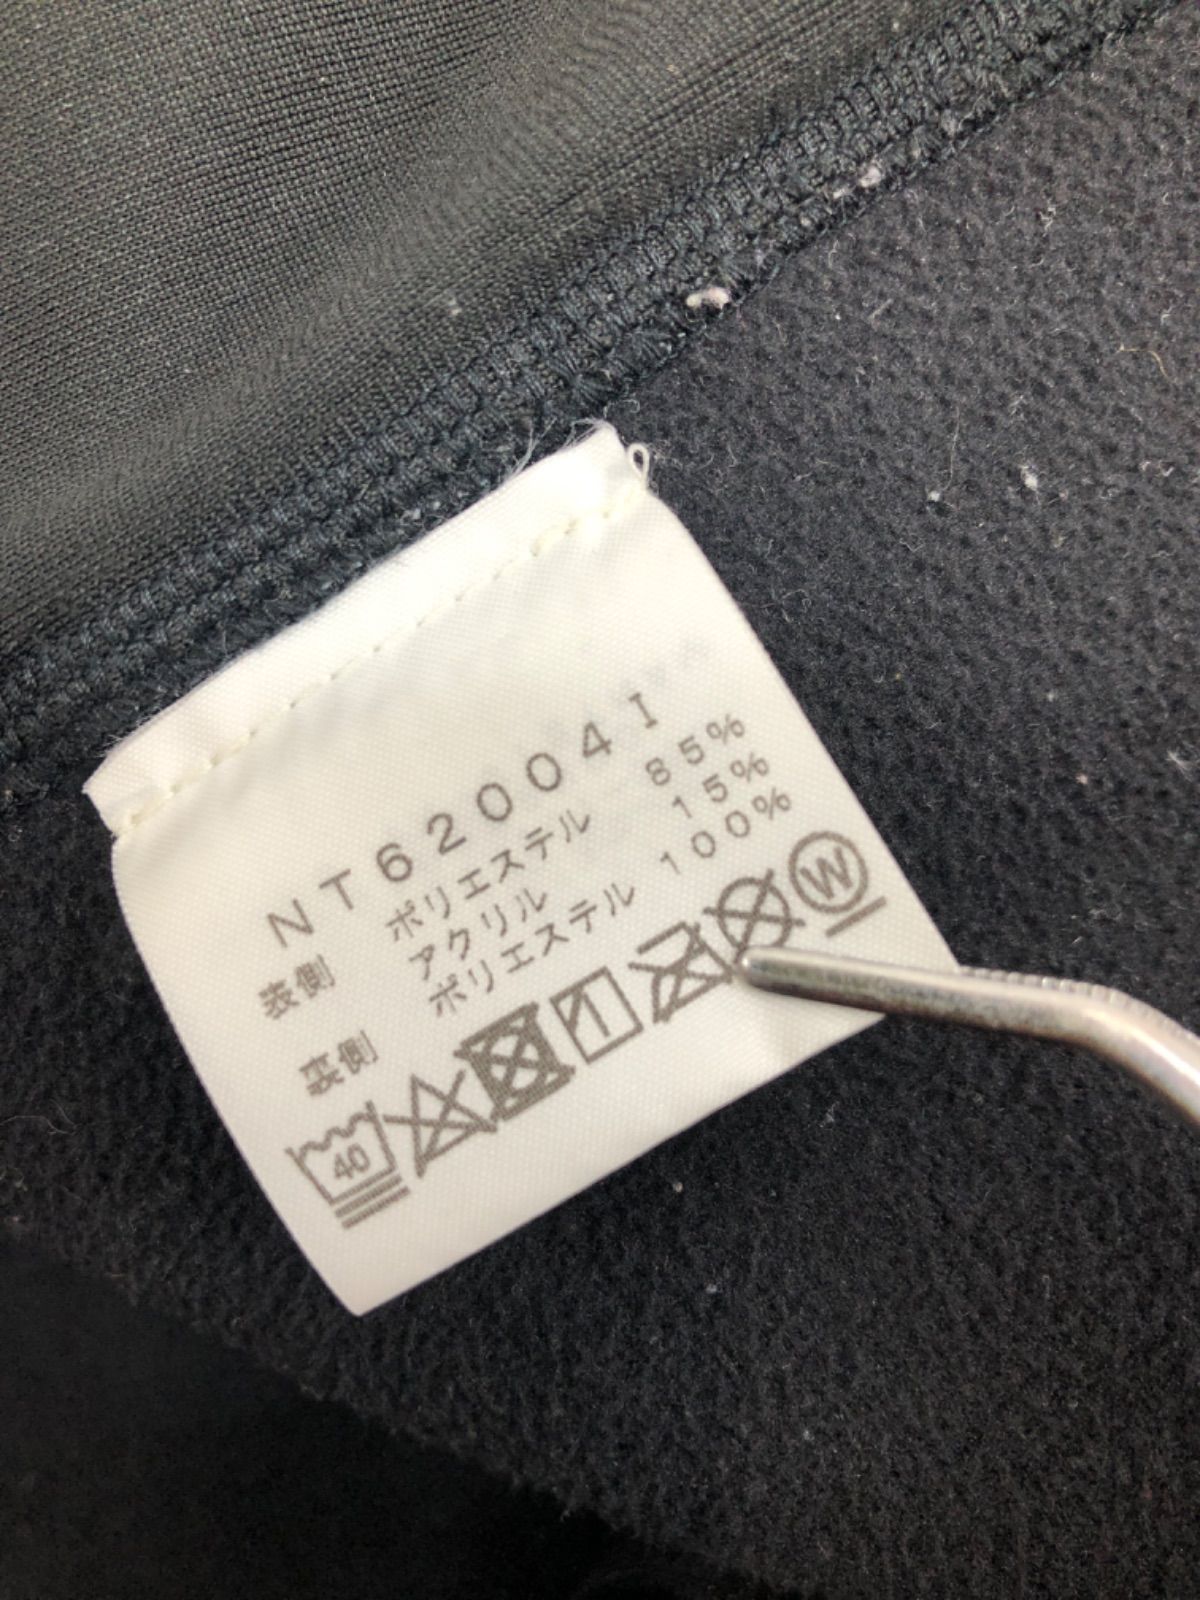 NT62004I
表側 ポリエステル 85%
アクリル 15%
裏側 ポリエステル 100%
40
W